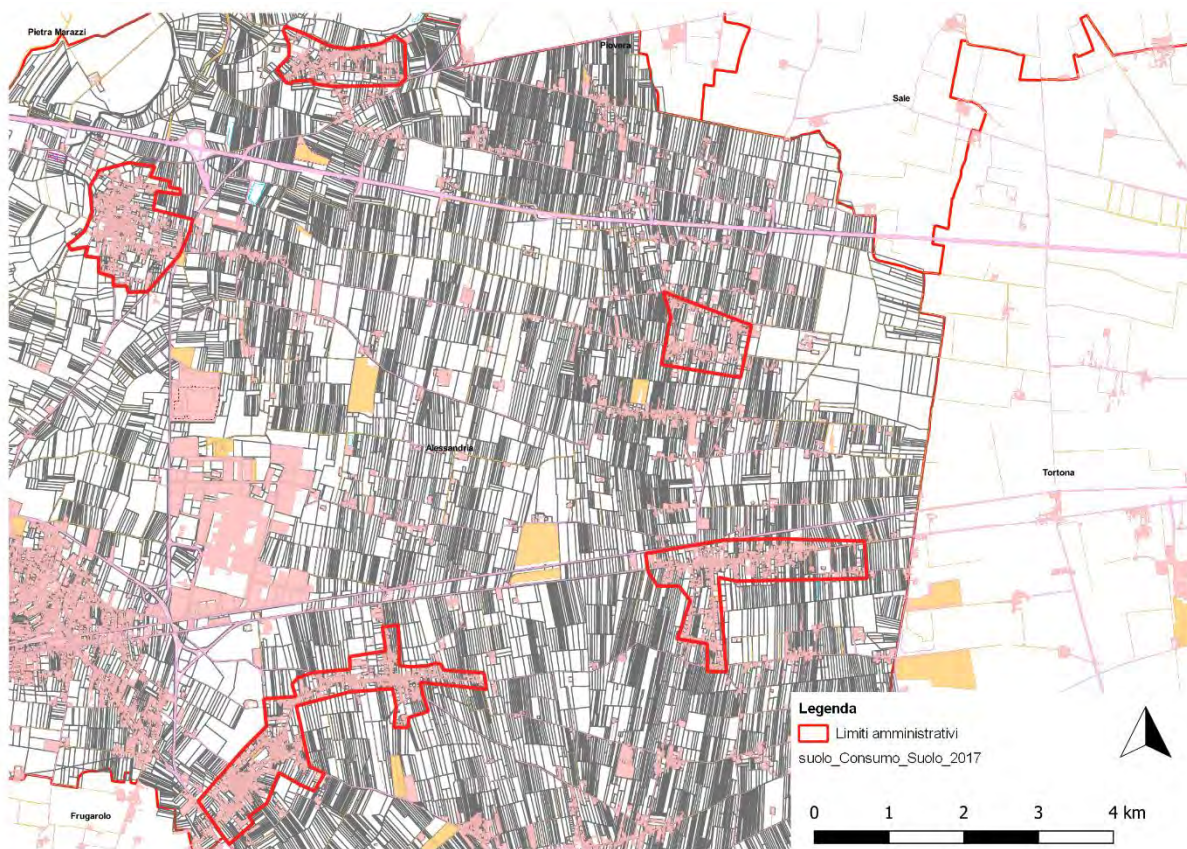 Pietra Marazzi
Piovera
Sale
Alessandria
Tortona
Frugarolo
Legenda
Limiti amministrativi
suolo_Consumo_Suolo_2017
0 1 2 3 4 km